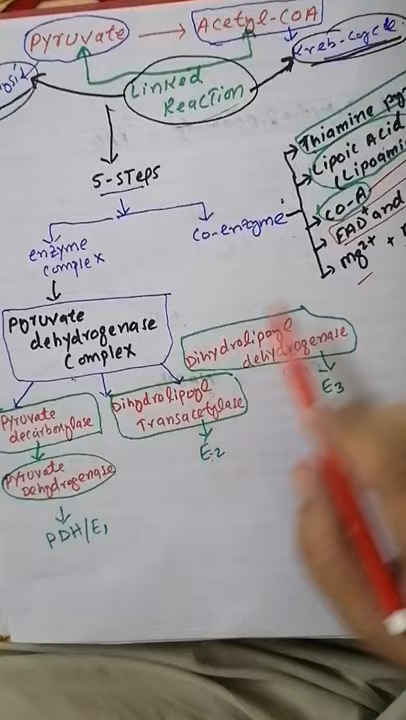 Pyruvate → Acetyl-COA
Linked
Reaction
Kreb-Cycle
5-STEPS
enzyme
complex
Co-enzyme
Thiamine
Lipoic Acid
(Lipoami
CO-A
FAD+ and
Mg2+ +
Pyruvate
dehydrogenase
Complex
Dihydrolipoyl
dehydrogenase
E3
Pyruvate
decarboxylase
Dihydrolipoyl
Transacetylase
E2
Pyruvate
Dehydrogenase
PDH/E1